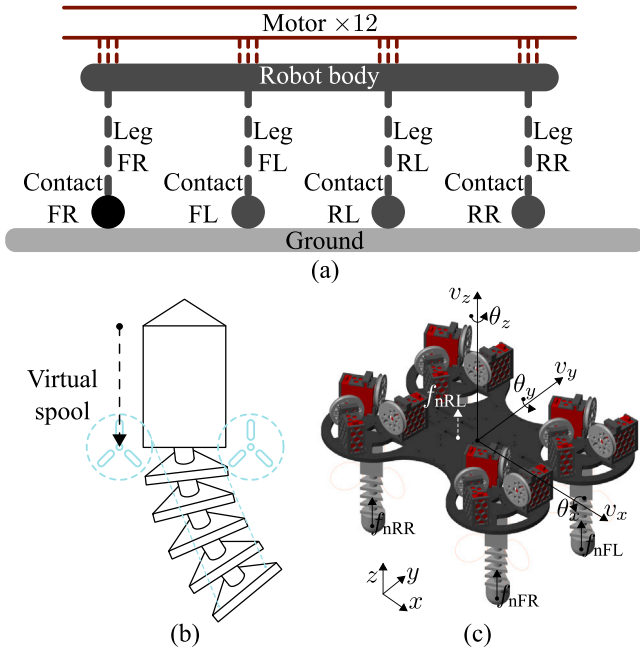 Motor ×12
Robot body
Leg Leg Leg Leg
FR FL RL RR
Contact Contact Contact Contact
FR FL RL RR
Ground
(a)
Virtual
spool
(b)
v_z
θ_z
v_y
θ_y
f_nRL
θ_x
v_x
f_nRR
f_nFL
f_nFR
z
y
x
(c)